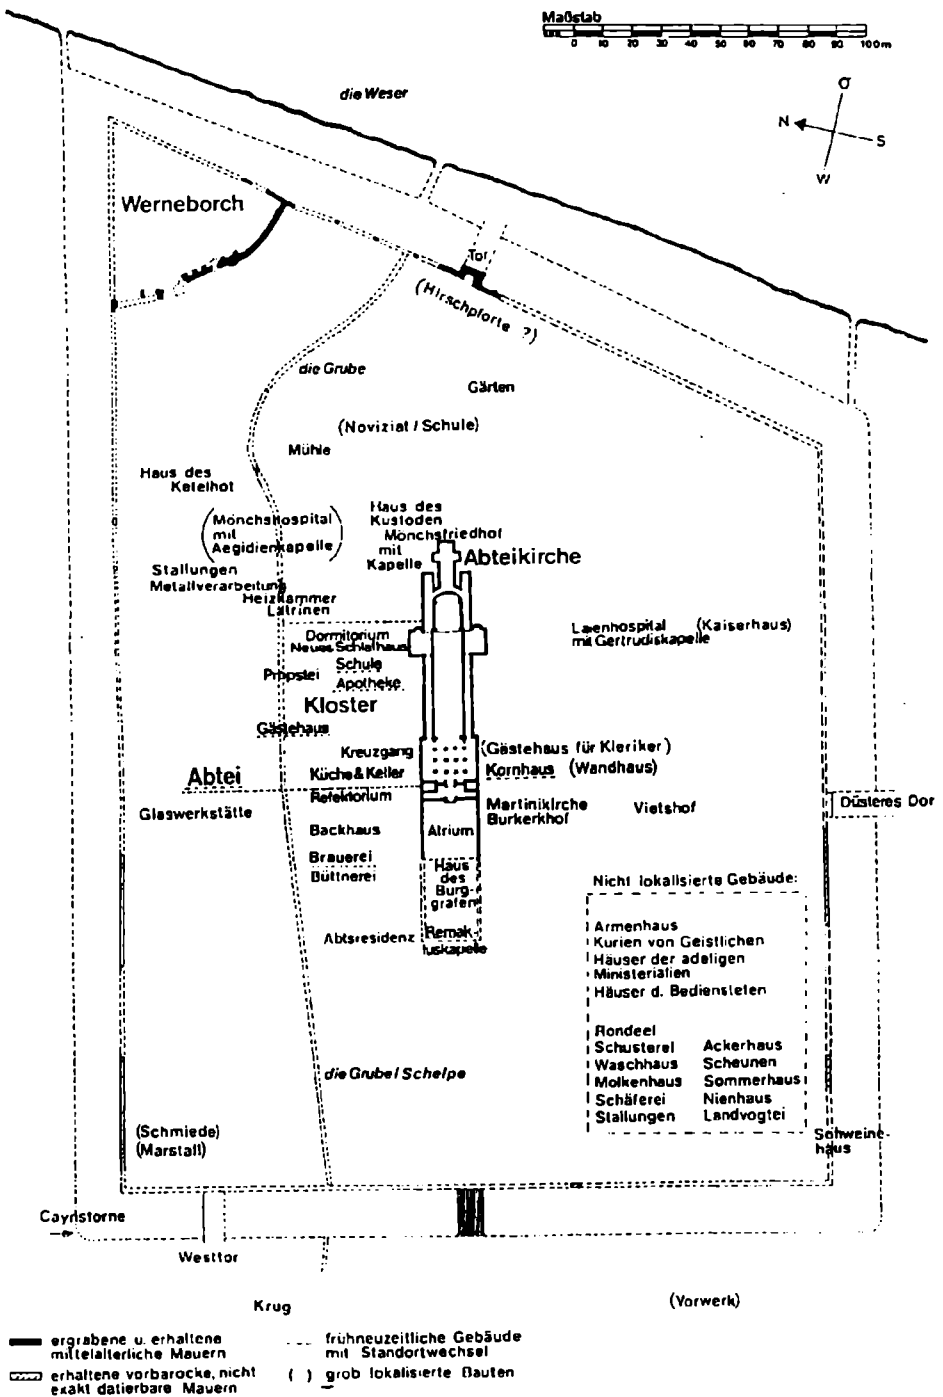 Maßstab
0 10 20 30 40 50 60 70 80 90 100m
die Weser
O
N
S
W
Werneborch
Tor
(Hirschpforte ?)
die Grube
Gärten
(Noviziat / Schule)
Mühle
Haus des
Ketelhot
(Mönchshospital
mit
Aegidienkapelle)
Haus des
Kustoden
Mönchsfriedhof
mit
Kapelle
Abteikirche
Stallungen
Metallverarbeitung
Heizkammer
Latrinen
Dormitorium
Neues Schlafhaus
Laienhospital (Kaiserhaus)
mit Gertrudiskapelle
Propstei
Schule
Apotheke
Kloster
Gästehaus
Kreuzgang
(Gästehaus für Kleriker)
Abtei
Küche & Keller
Kornhaus (Wandhaus)
Refektorium
Glaswerkstätte
Martinikirche
Burkerkhof
Vietshof
Düsteres Dor
Backhaus
Atrium
Brauerei
Büttnerei
Haus
des
Burg-
grafen
Abtsresidenz
Remak-
luskapelle
Nicht lokalisierte Gebäude:
Armenhaus
Kurien von Geistlichen
Häuser der adeligen
Ministerialien
Häuser d. Bediensteten
Rondeel
Schusterei Ackerhaus
Waschhaus Scheunen
Molkenhaus Sommerhaus
Schäferei Nienhaus
Stallungen Landvogtei
die Grube/ Schelpe
(Schmiede)
(Marstall)
Schweine-
haus
Caynstorne
Westtor
Krug
(Vorwerk)
ergrabene u. erhaltene
mittelalterliche Mauern
frühneuzeitliche Gebäude
mit Standortwechsel
erhaltene vorbarocke, nicht
exakt datierbare Mauern
( ) grob lokalisierte Bauten